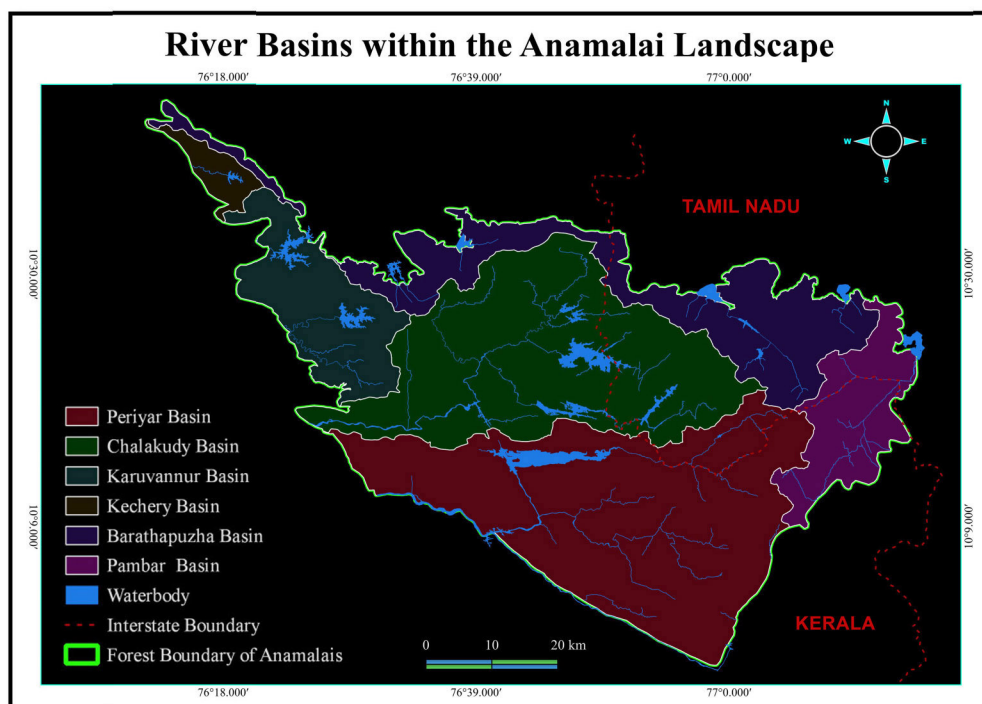 River Basins within the Anamalai Landscape
76°18.000'
76°39.000'
77°0.000'
N
W
E
S
TAMIL NADU
10°30.000'
10°30.000'
Periyar Basin
Chalakudy Basin
Karuvannur Basin
Kechery Basin
Barathapuzha Basin
Pambar Basin
Waterbody
Interstate Boundary
Forest Boundary of Anamalais
10°9.000'
10°9.000'
KERALA
0 10 20 km
76°18.000'
76°39.000'
77°0.000'